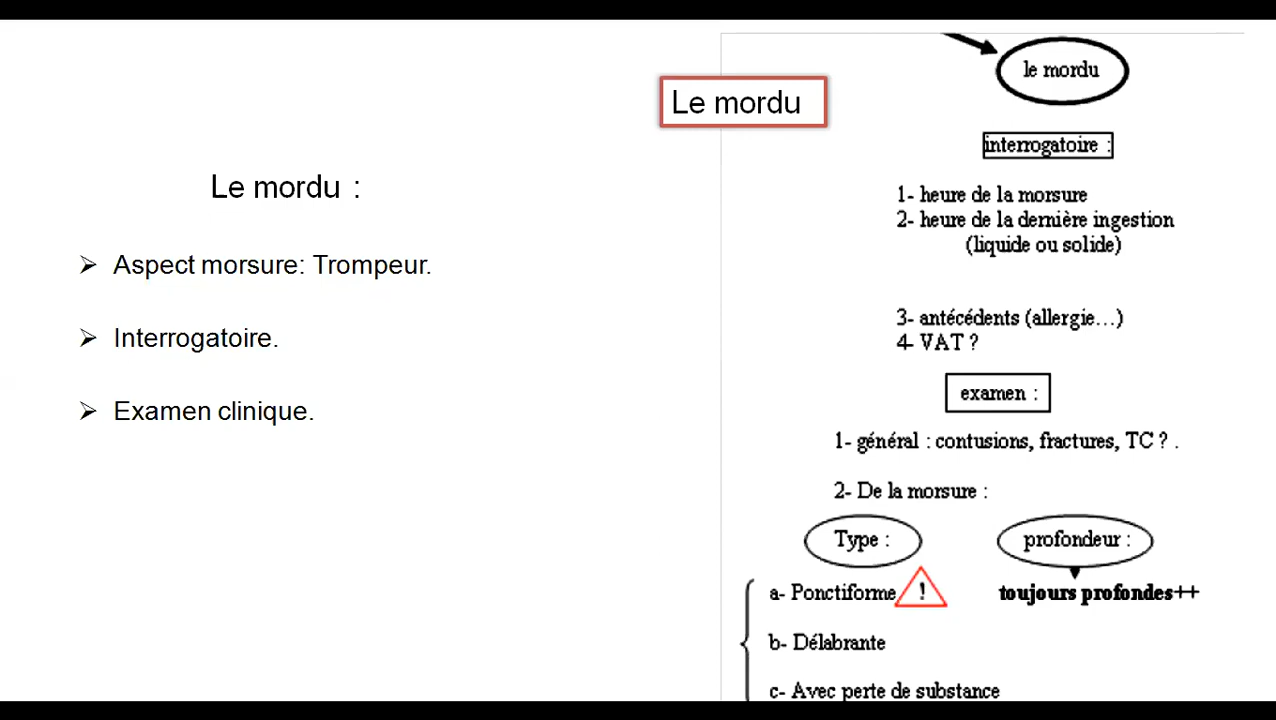 Le mordu
Le mordu :
Aspect morsure: Trompeur.
Interrogatoire.
Examen clinique.
le mordu
interrogatoire :
1- heure de la morsure
2- heure de la dernière ingestion
(liquide ou solide)
3- antécédents (allergie...)
4- VAT ?
examen :
1- général : contusions, fractures, TC ? .
2- De la morsure :
Type :
profondeur :
a- Ponctiforme !
toujours profondes++
b- Délabrante
c- Avec perte de substance